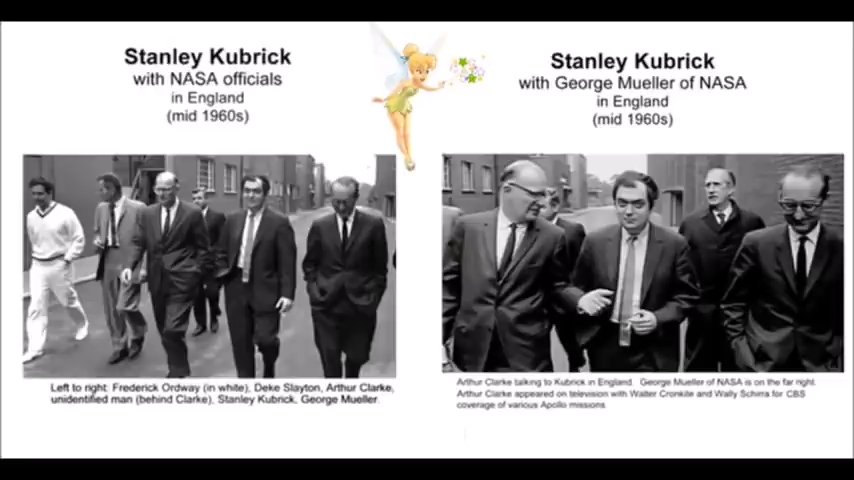 Stanley Kubrick
with NASA officials
in England
(mid 1960s)
Left to right: Frederick Ordway (in white), Deke Slayton, Arthur Clarke,
unidentified man (behind Clarke), Stanley Kubrick, George Mueller.
Stanley Kubrick
with George Mueller of NASA
in England
(mid 1960s)
Arthur Clarke talking to Kubrick in England. George Mueller of NASA is on the far right.
Arthur Clarke appeared on television with Walter Cronkite and Wally Schirra for CBS
coverage of various Apollo missions